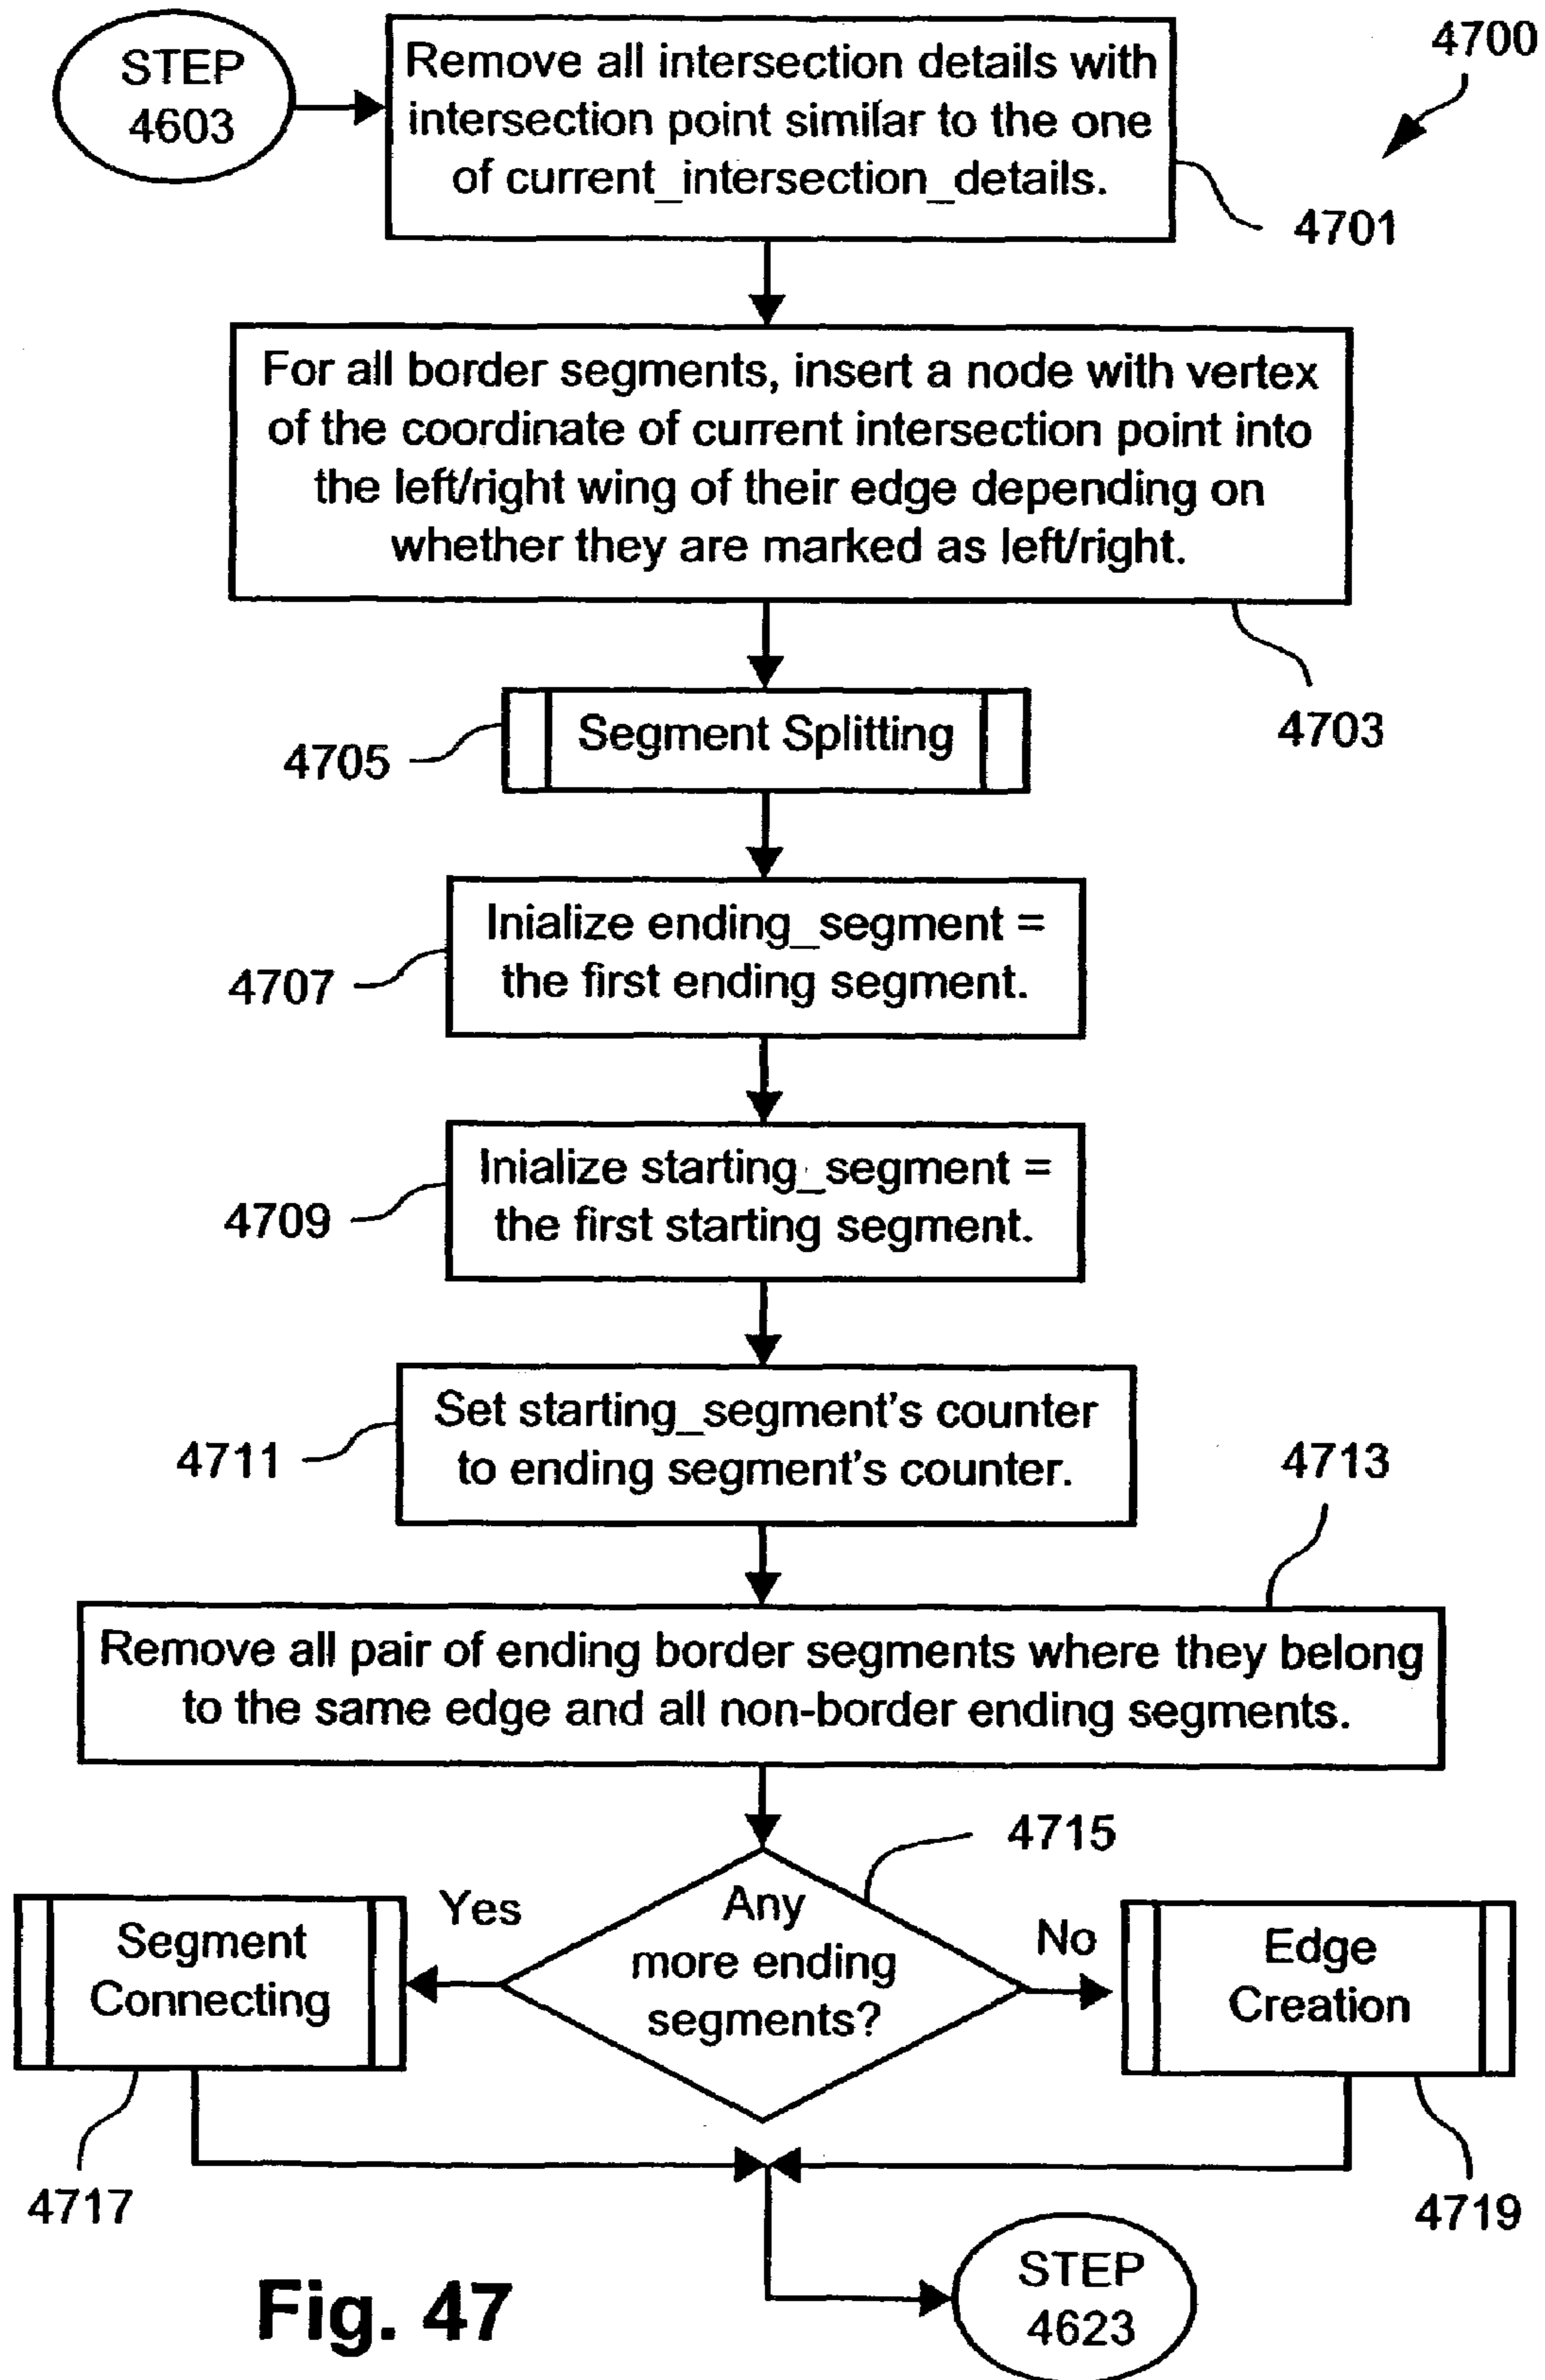 STEP
4603
Remove all intersection details with
intersection point similar to the one
of current_intersection_details.
4700
4701
For all border segments, insert a node with vertex
of the coordinate of current intersection point into
the left/right wing of their edge depending on
whether they are marked as left/right.
4703
Segment Splitting
4705
Inialize ending_segment =
the first ending segment.
4707
Inialize starting_segment =
the first starting segment.
4709
Set starting_segment's counter
to ending segment's counter.
4711
4713
Remove all pair of ending border segments where they belong
to the same edge and all non-border ending segments.
4715
Any
more ending
segments?
Yes
No
Segment
Connecting
Edge
Creation
4717
4719
STEP
4623
Fig. 47